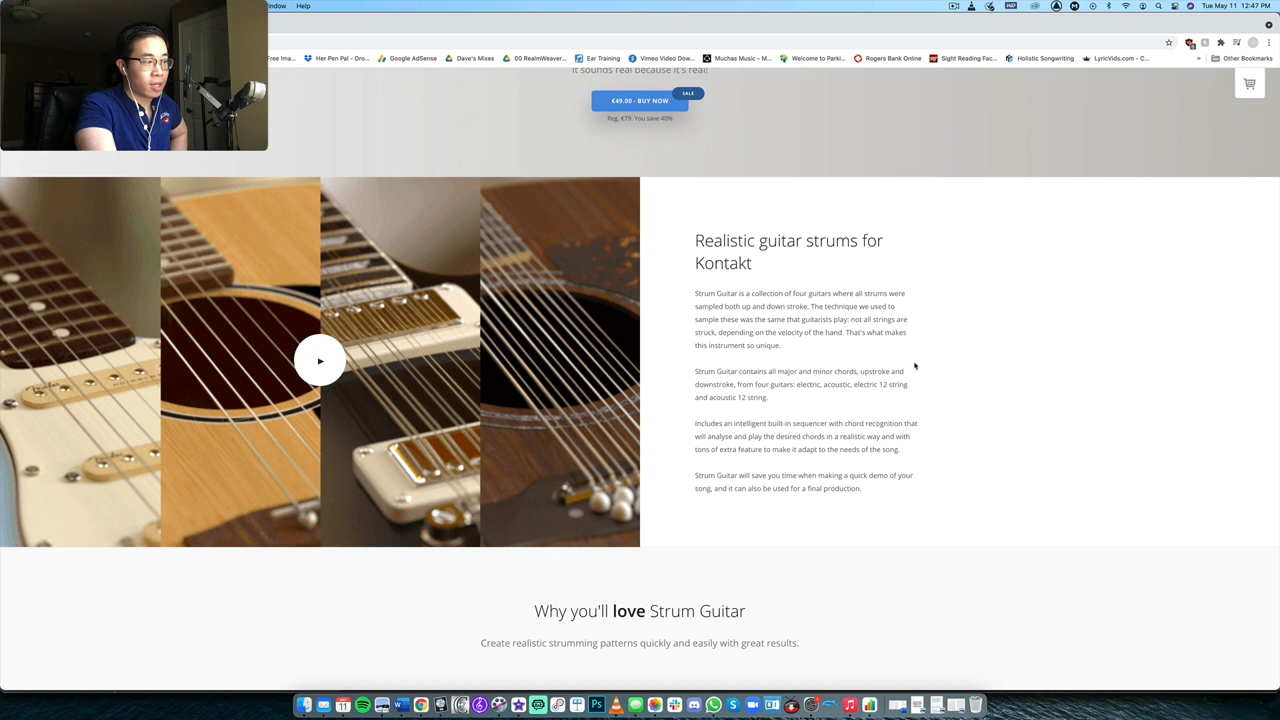 indow Help
Tue May 11 12:47 PM
Free Ima...
Her Pen Pal - Dro...
Google AdSense
Dave's Mixes
00 RealmWeaver...
Ear Training
Vimeo Video Dow...
Muchas Music - M...
Welcome to Parki...
Rogers Bank Online
Sight Reading Fac...
Holistic Songwriting
LyricVids.com - C...
»
Other Bookmarks
It sounds real because it's real!
SALE
€49.00 - BUY NOW
Reg. €79. You save 40%
Realistic guitar strums for
Kontakt
Strum Guitar is a collection of four guitars where all strums were
sampled both up and down stroke. The technique we used to
sample these was the same that guitarists play: not all strings are
struck, depending on the velocity of the hand. That's what makes
this instrument so unique.
Strum Guitar contains all major and minor chords, upstroke and
downstroke, from four guitars: electric, acoustic, electric 12 string
and acoustic 12 string.
Includes an intelligent built-in sequencer with chord recognition that
will analyse and play the desired chords in a realistic way and with
tons of extra feature to make it adapt to the needs of the song.
Strum Guitar will save you time when making a quick demo of your
song, and it can also be used for a final production.
Why you'll love Strum Guitar
Create realistic strumming patterns quickly and easily with great results.